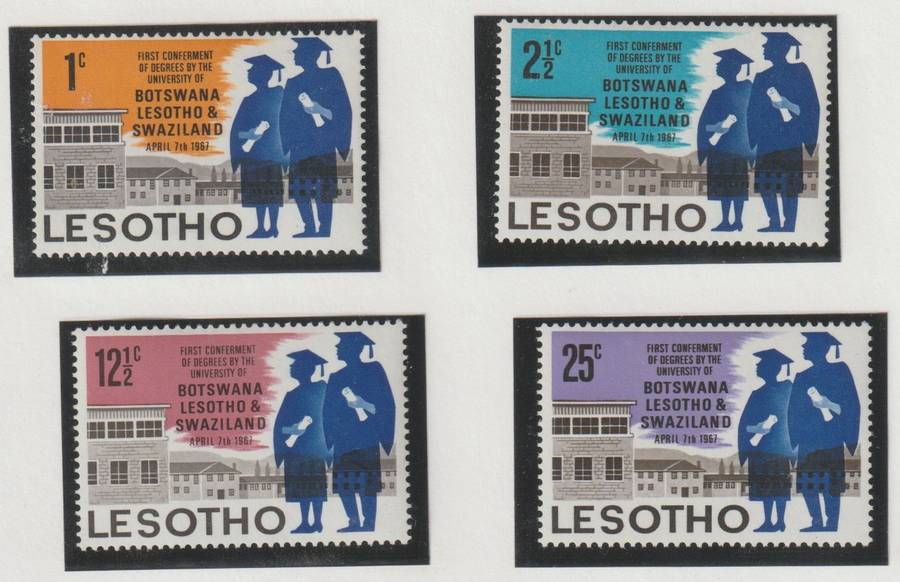 1c
FIRST CONFERMENT
OF DEGREES BY THE
UNIVERSITY OF
BOTSWANA
LESOTHO &
SWAZILAND
APRIL 7th 1967
LESOTHO
2½c
FIRST CONFERMENT
OF DEGREES BY THE
UNIVERSITY OF
BOTSWANA
LESOTHO &
SWAZILAND
APRIL 7th 1967
LESOTHO
12½c
FIRST CONFERMENT
OF DEGREES BY THE
UNIVERSITY OF
BOTSWANA
LESOTHO &
SWAZILAND
APRIL 7th 1967
LESOTHO
25c
FIRST CONFERMENT
OF DEGREES BY THE
UNIVERSITY OF
BOTSWANA
LESOTHO &
SWAZILAND
APRIL 7th 1967
LESOTHO